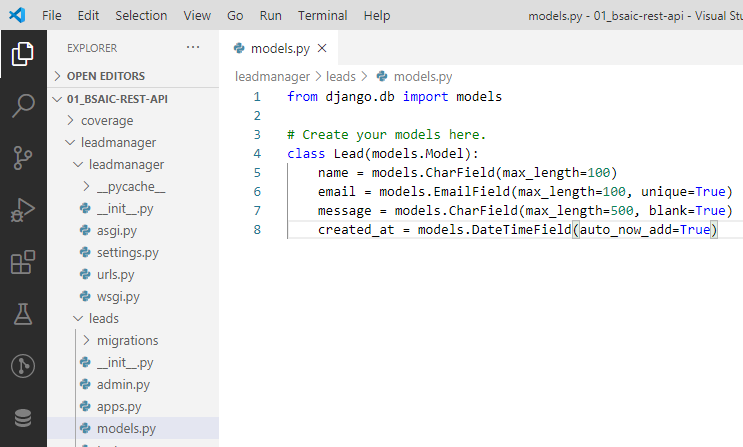 File Edit Selection View Go Run Terminal Help models.py - 01_bsaic-rest-api - Visual Stu
EXPLORER ...
OPEN EDITORS
01_BSAIC-REST-API
coverage
leadmanager
leadmanager
__pycache__
__init__.py
asgi.py
settings.py
urls.py
wsgi.py
leads
migrations
__init__.py
admin.py
apps.py
models.py
models.py ×
leadmanager > leads > models.py
1 from django.db import models
2
3 # Create your models here.
4 class Lead(models.Model):
5 name = models.CharField(max_length=100)
6 email = models.EmailField(max_length=100, unique=True)
7 message = models.CharField(max_length=500, blank=True)
8 created_at = models.DateTimeField(auto_now_add=True)